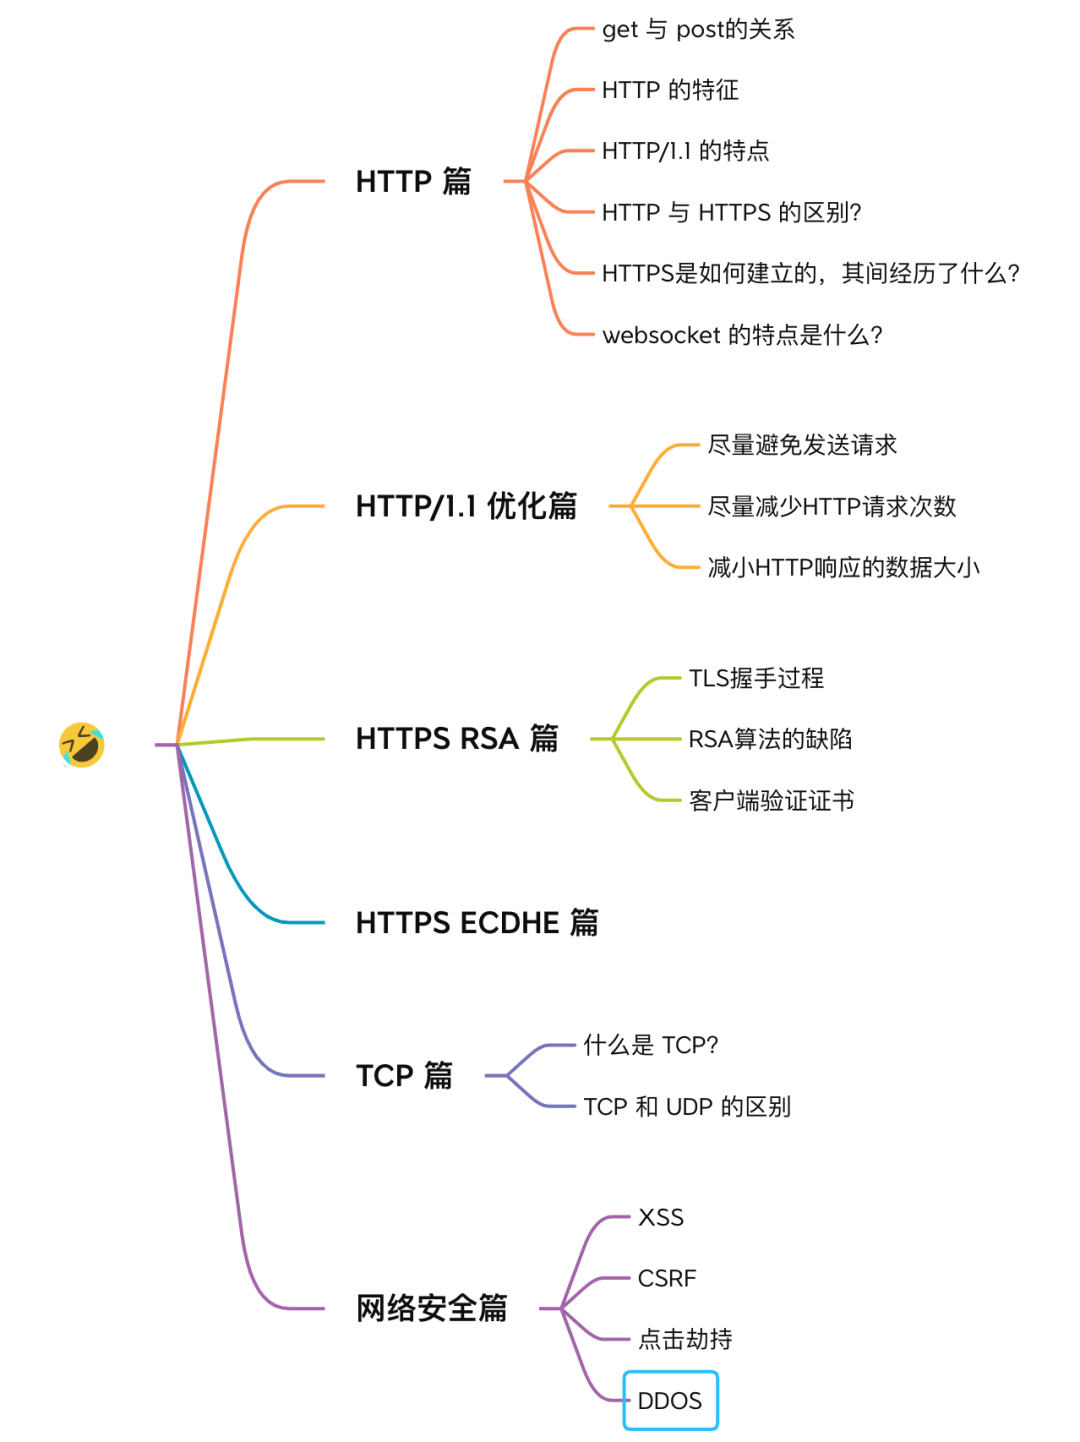 get 与 post的关系
HTTP 的特征
HTTP/1.1 的特点
HTTP 篇
HTTP 与 HTTPS 的区别?
HTTPS是如何建立的，其间经历了什么?
websocket 的特点是什么?
尽量避免发送请求
HTTP/1.1 优化篇
尽量减少HTTP请求次数
减小HTTP响应的数据大小
TLS握手过程
HTTPS RSA 篇
RSA算法的缺陷
客户端验证证书
HTTPS ECDHE 篇
什么是 TCP?
TCP 篇
TCP 和 UDP 的区别
XSS
CSRF
网络安全篇
点击劫持
DDOS